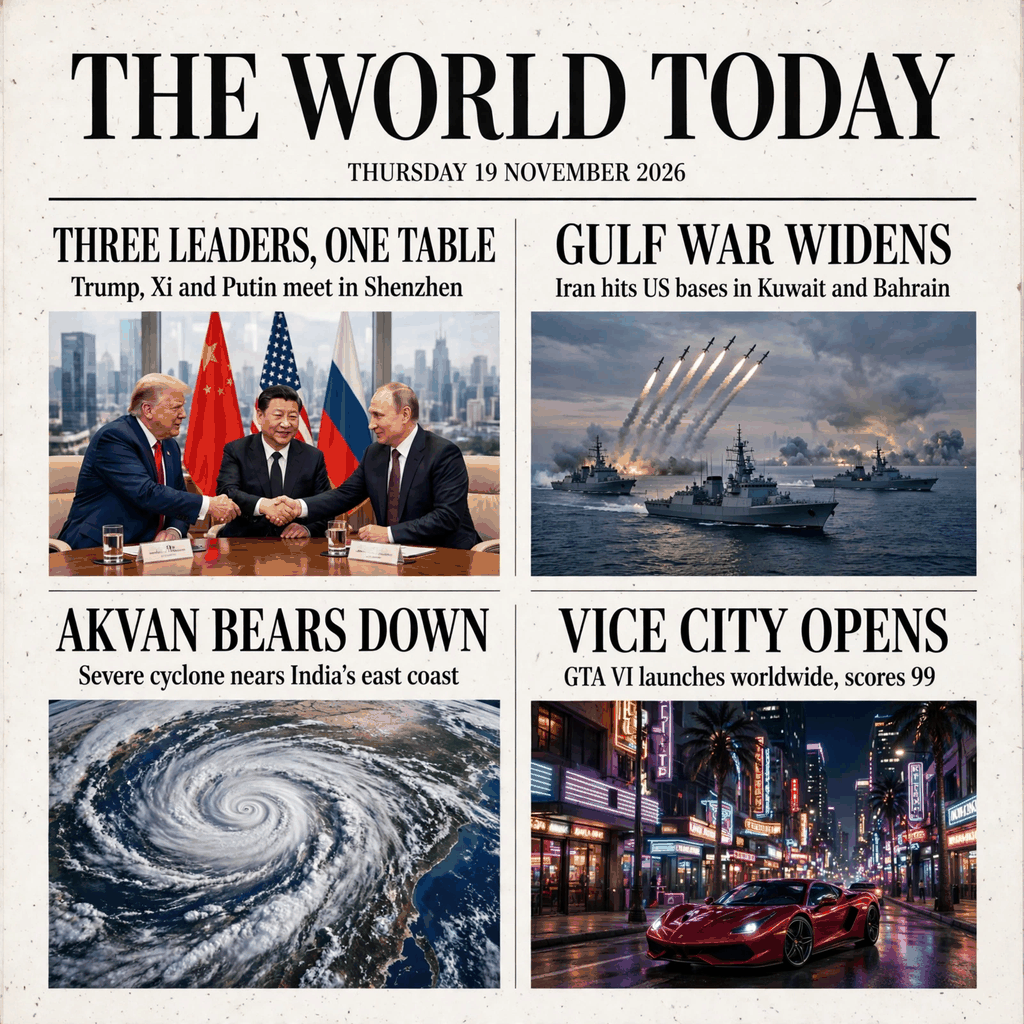 THE WORLD TODAY
THURSDAY 19 NOVEMBER 2026
THREE LEADERS, ONE TABLE
Trump, Xi and Putin meet in Shenzhen
GULF WAR WIDENS
Iran hits US bases in Kuwait and Bahrain
AKVAN BEARS DOWN
Severe cyclone nears India’s east coast
VICE CITY OPENS
GTA VI launches worldwide, scores 99